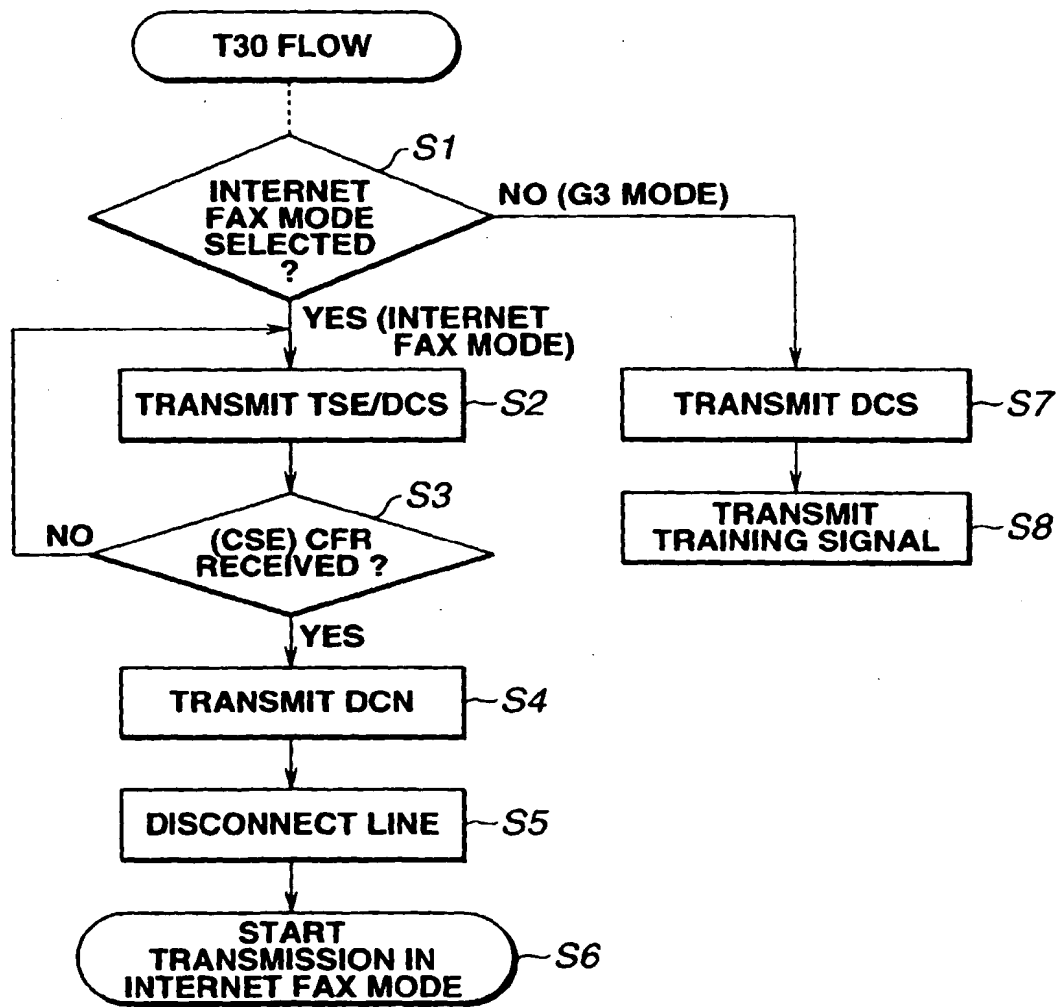 T30 FLOW
S1
INTERNET
FAX MODE
SELECTED
?
NO (G3 MODE)
YES (INTERNET
FAX MODE)
TRANSMIT TSE/DCS
S2
TRANSMIT DCS
S7
S3
(CSE) CFR
RECEIVED ?
NO
TRANSMIT
TRAINING SIGNAL
S8
YES
TRANSMIT DCN
S4
DISCONNECT LINE
S5
START
TRANSMISSION IN
INTERNET FAX MODE
S6